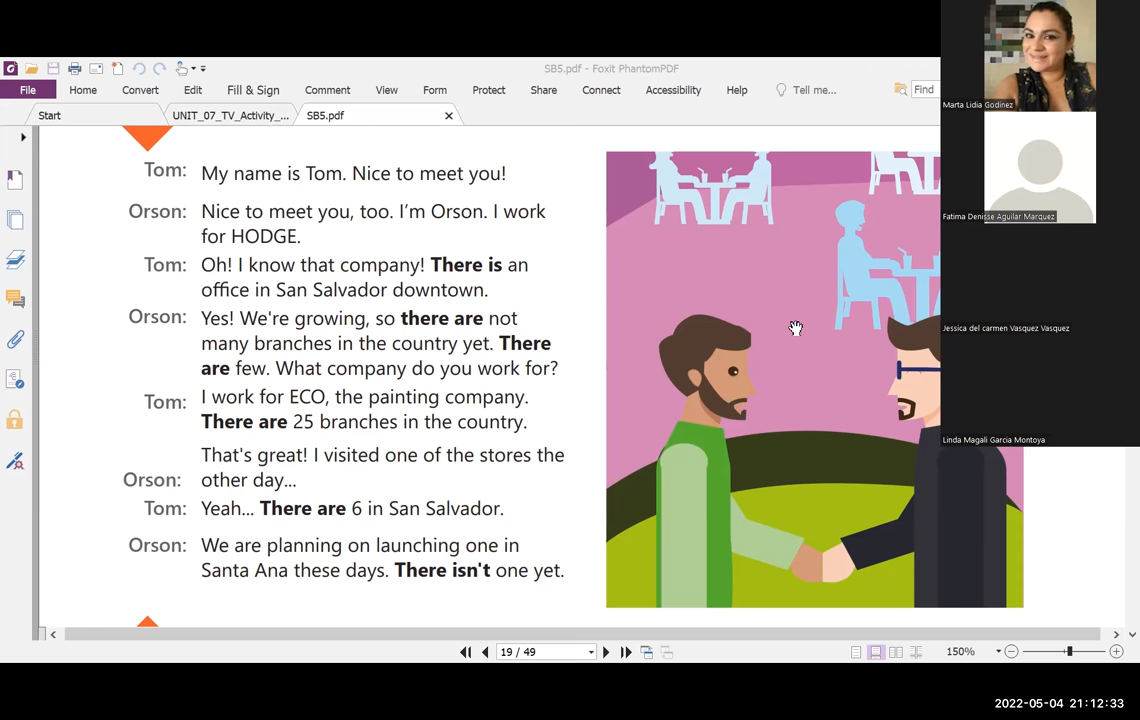 SB5.pdf - Foxit PhantomPDF
File Home Convert Edit Fill & Sign Comment View Form Protect Share Connect Accessibility Help Tell me... Find
Start UNIT_07_TV_Activity_... SB5.pdf
Tom: My name is Tom. Nice to meet you!
Orson: Nice to meet you, too. I'm Orson. I work
for HODGE.
Tom: Oh! I know that company! There is an
office in San Salvador downtown.
Orson: Yes! We're growing, so there are not
many branches in the country yet. There
are few. What company do you work for?
Tom: I work for ECO, the painting company.
There are 25 branches in the country.
That's great! I visited one of the stores the
Orson: other day...
Tom: Yeah... There are 6 in San Salvador.
Orson: We are planning on launching one in
Santa Ana these days. There isn't one yet.
19 / 49
150%
Marta Lidia Godinez
Fatima Denisse Aguilar Marquez
Jessica del carmen Vasquez Vasquez
Linda Magali Garcia Montoya
2022-05-04 21:12:33